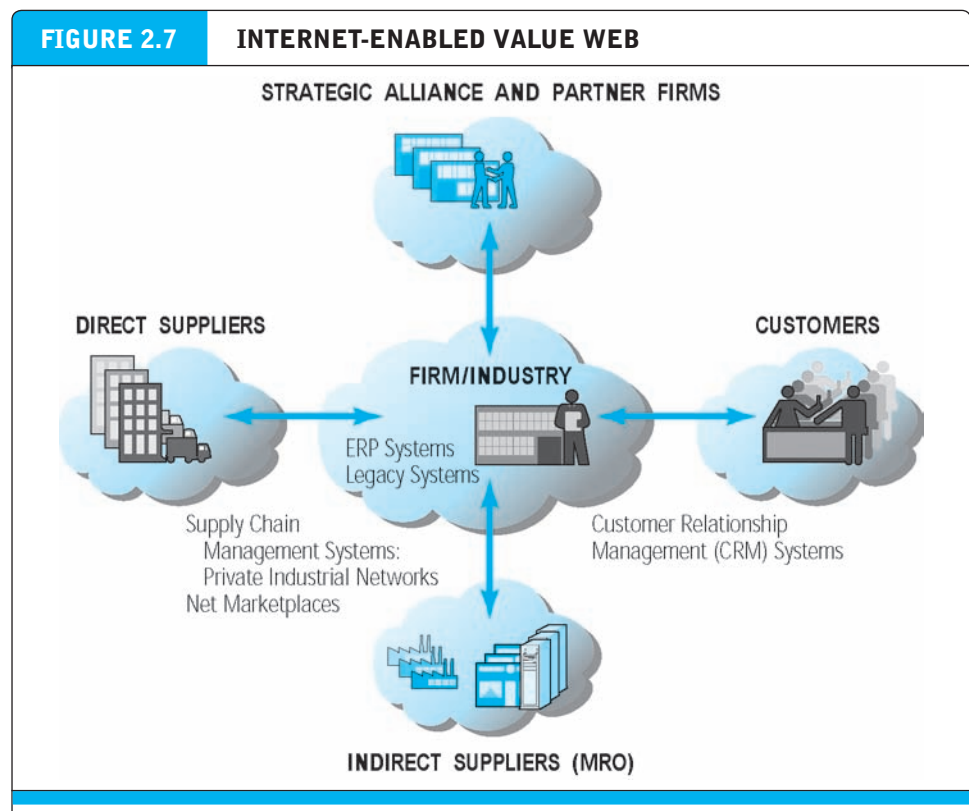 FIGURE 2.7 INTERNET-ENABLED VALUE WEB
STRATEGIC ALLIANCE AND PARTNER FIRMS
DIRECT SUPPLIERS
CUSTOMERS
FIRM/INDUSTRY
ERP Systems
Legacy Systems
Supply Chain
Management Systems:
Private Industrial Networks
Net Marketplaces
Customer Relationship
Management (CRM) Systems
INDIRECT SUPPLIERS (MRO)